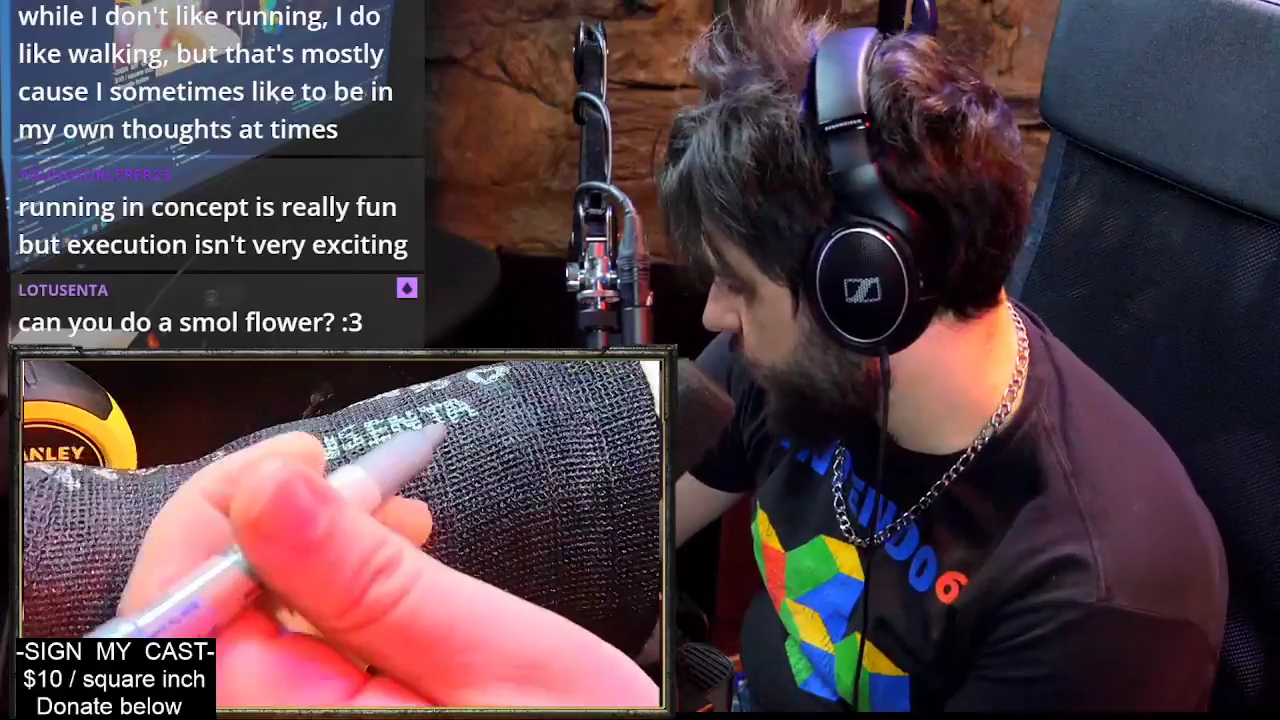 while I don't like running, I do
like walking, but that's mostly
cause I sometimes like to be in
my own thoughts at times
running in concept is really fun
but execution isn't very exciting
LOTUSENTA
can you do a smol flower? :3
ANLEY
USENTA
-SIGN MY CAST-
$10 / square inch
Donate below